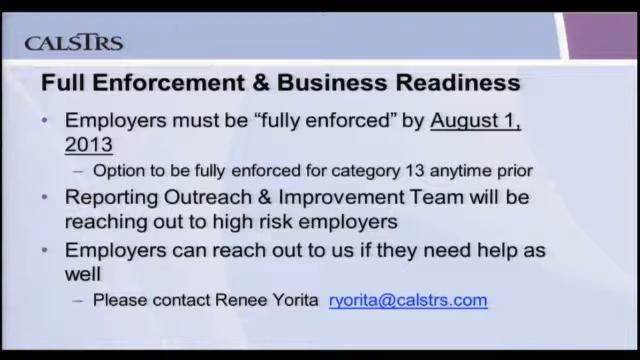 CALSTRS
Full Enforcement & Business Readiness
• Employers must be “fully enforced” by August 1,
2013
– Option to be fully enforced for category 13 anytime prior
• Reporting Outreach & Improvement Team will be
reaching out to high risk employers
• Employers can reach out to us if they need help as
well
– Please contact Renee Yorita ryorita@calstrs.com